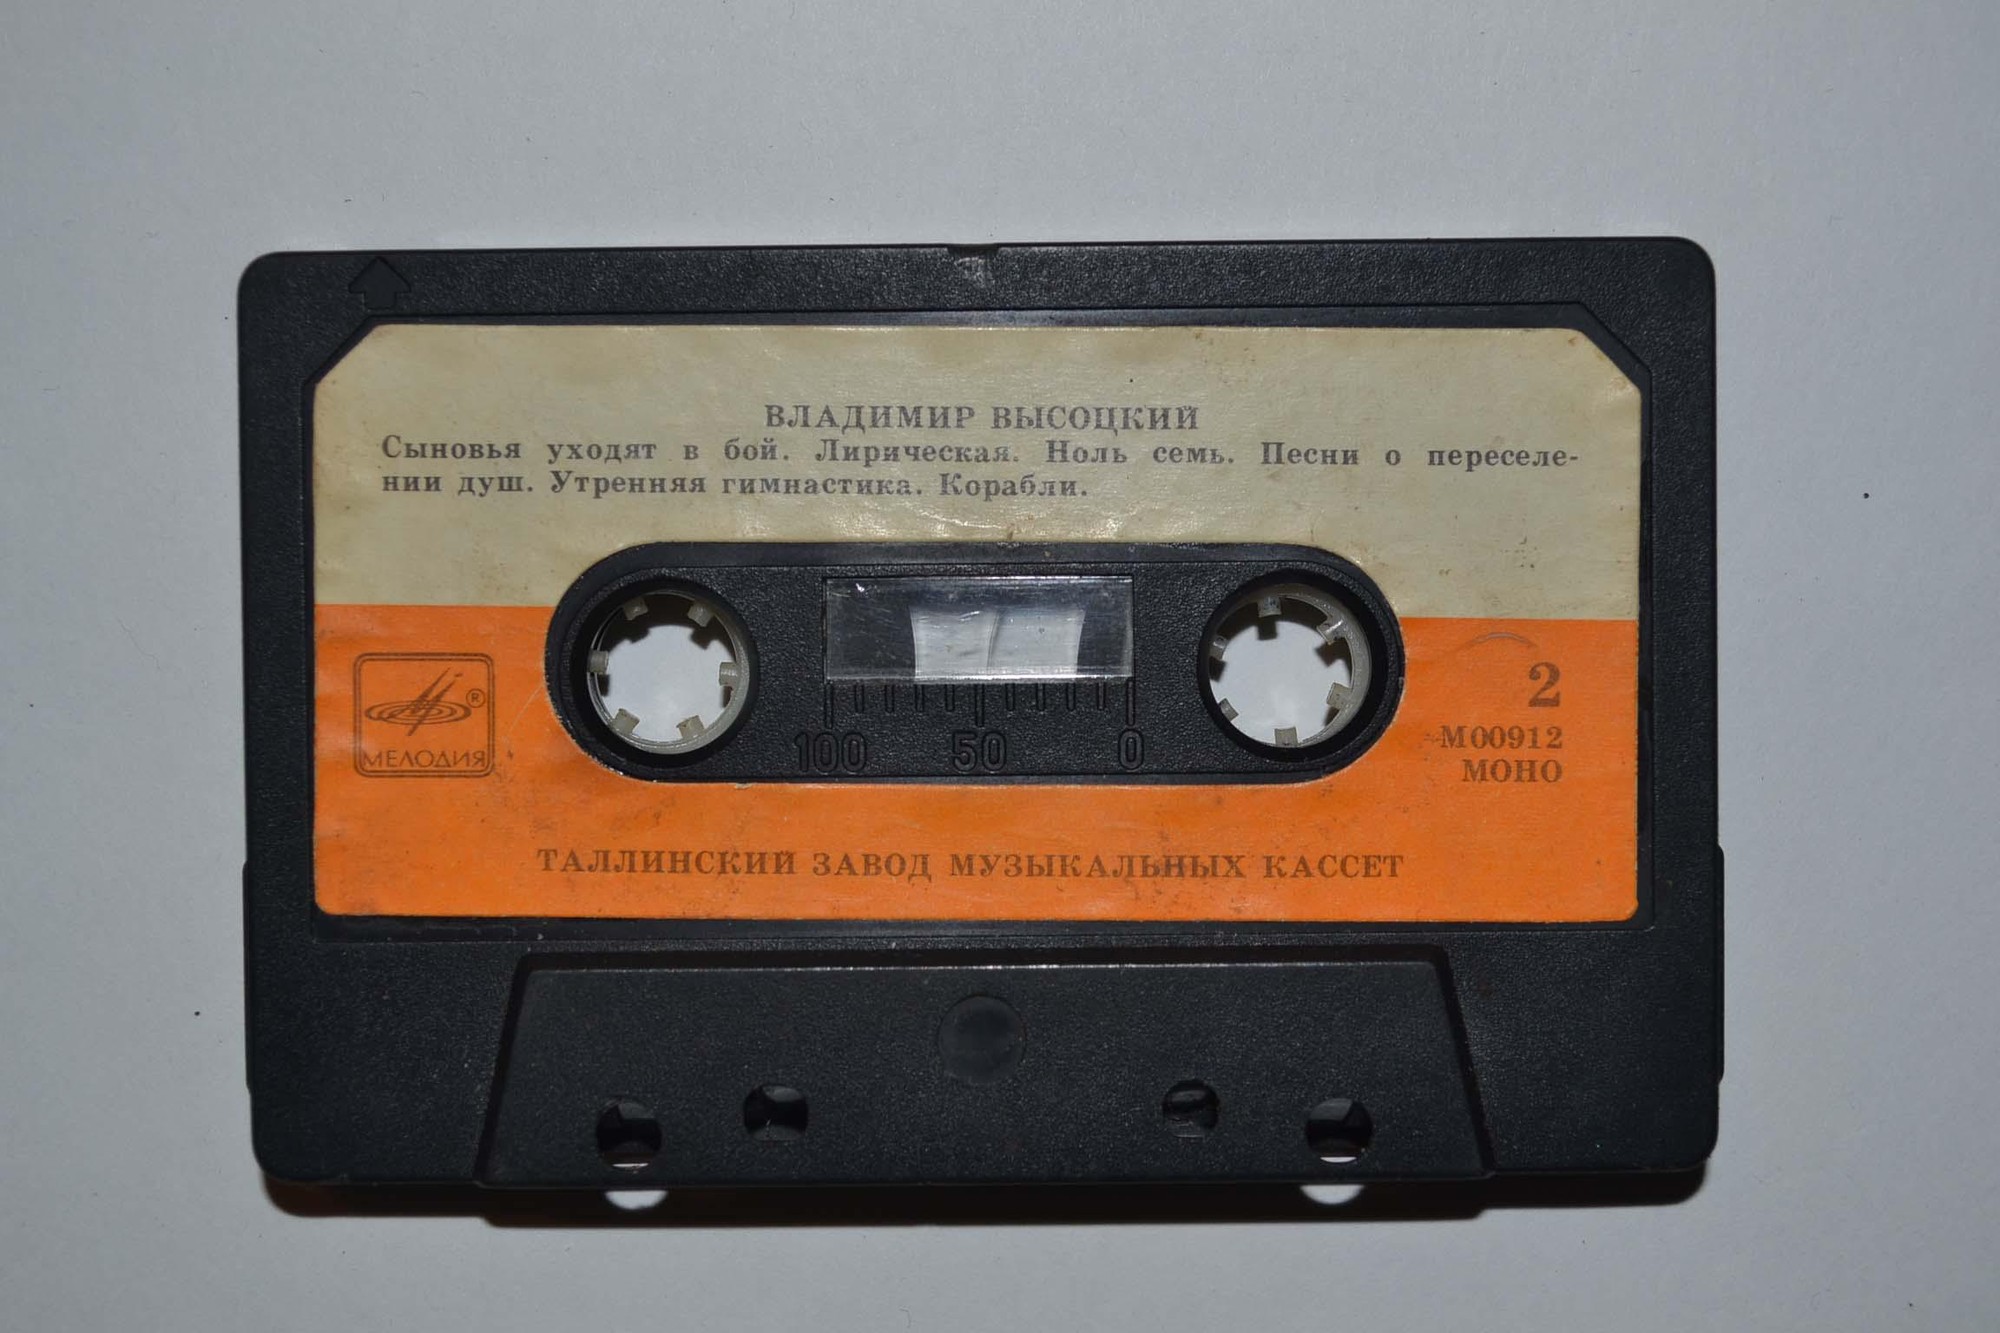 ВЛАДИМИР ВЫСОЦКИЙ
Сыновья уходят в бой. Лирическая. Ноль семь. Песни о переселе-
нии душ. Утренняя гимнастика. Корабли.
МЕЛОДИЯ ®
100 50 0
2
М00912
МОНО
ТАЛЛИНСКИЙ ЗАВОД МУЗЫКАЛЬНЫХ КАССЕТ